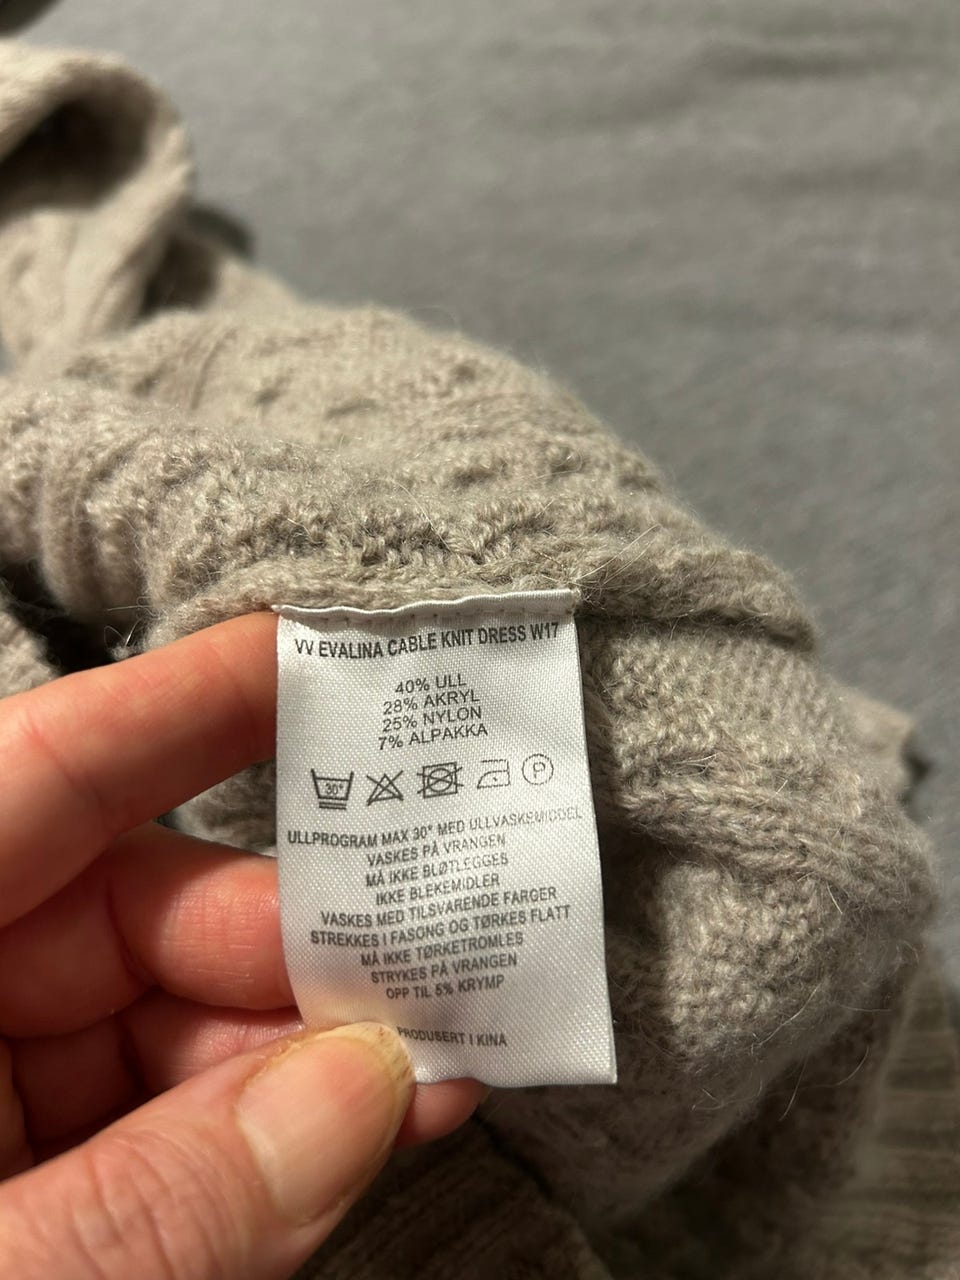 VV EVALINA CABLE KNIT DRESS W17
40% ULL
28% AKRYL
25% NYLON
7% ALPAKKA
30° P
ULLPROGRAM MAX 30° MED ULLVASKEMIDDEL
VASKES PÅ VRANGEN
MÅ IKKE BLØTLEGGES
IKKE BLEKEMIDLER
VASKES MED TILSVARENDE FARGER
STREKKES I FASONG OG TØRKES FLATT
MÅ IKKE TØRKETROMLES
STRYKES PÅ VRANGEN
OPP TIL 5% KRYMP
PRODUSERT I KINA